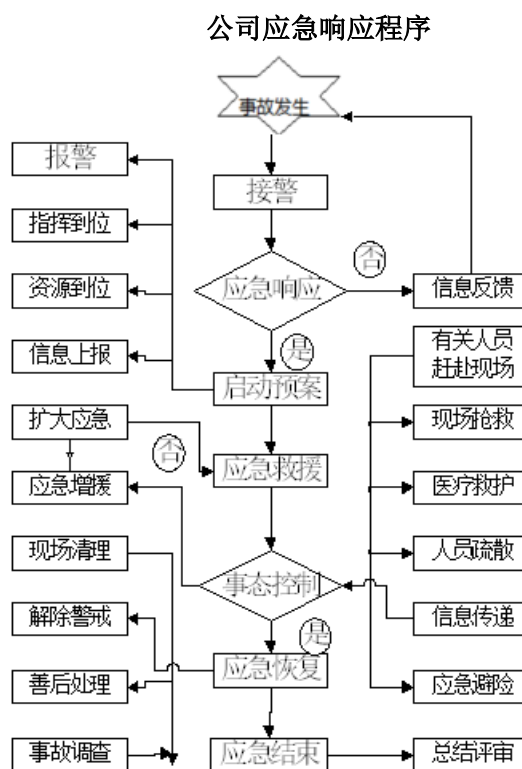 公司应急响应程序
事故发生
报警
接警
指挥到位
否
应急响应
资源到位
信息反馈
是
信息上报
有关人员
赶赴现场
启动预案
扩大应急
现场抢救
否
应急救援
应急增援
医疗救护
现场清理
人员疏散
事态控制
解除警戒
信息传递
是
应急恢复
善后处理
应急避险
事故调查
应急结束
总结评审